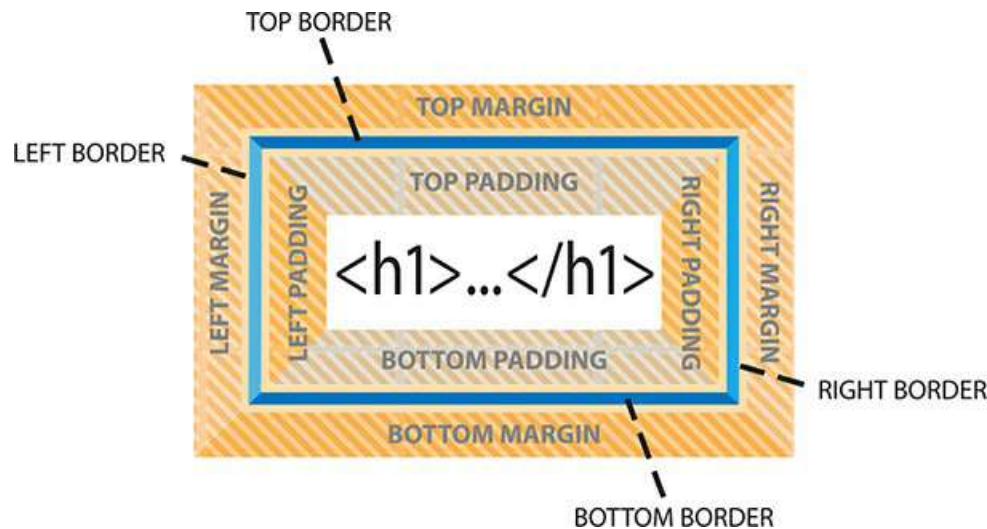 TOP BORDER
TOP MARGIN
LEFT BORDER
TOP PADDING
LEFT MARGIN
LEFT PADDING
<h1>...</h1>
RIGHT PADDING
RIGHT MARGIN
BOTTOM PADDING
RIGHT BORDER
BOTTOM MARGIN
BOTTOM BORDER